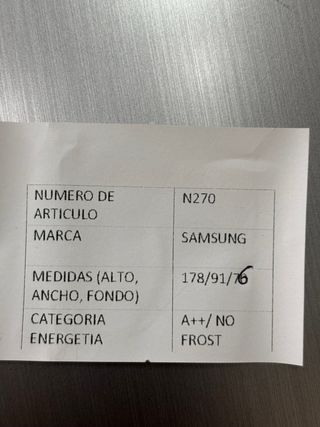 NUMERO DE
ARTICULO
N270
MARCA
SAMSUNG
MEDIDAS (ALTO,
ANCHO, FONDO)
178/91/76
CATEGORIA
ENERGETIA
A++/ NO
FROST